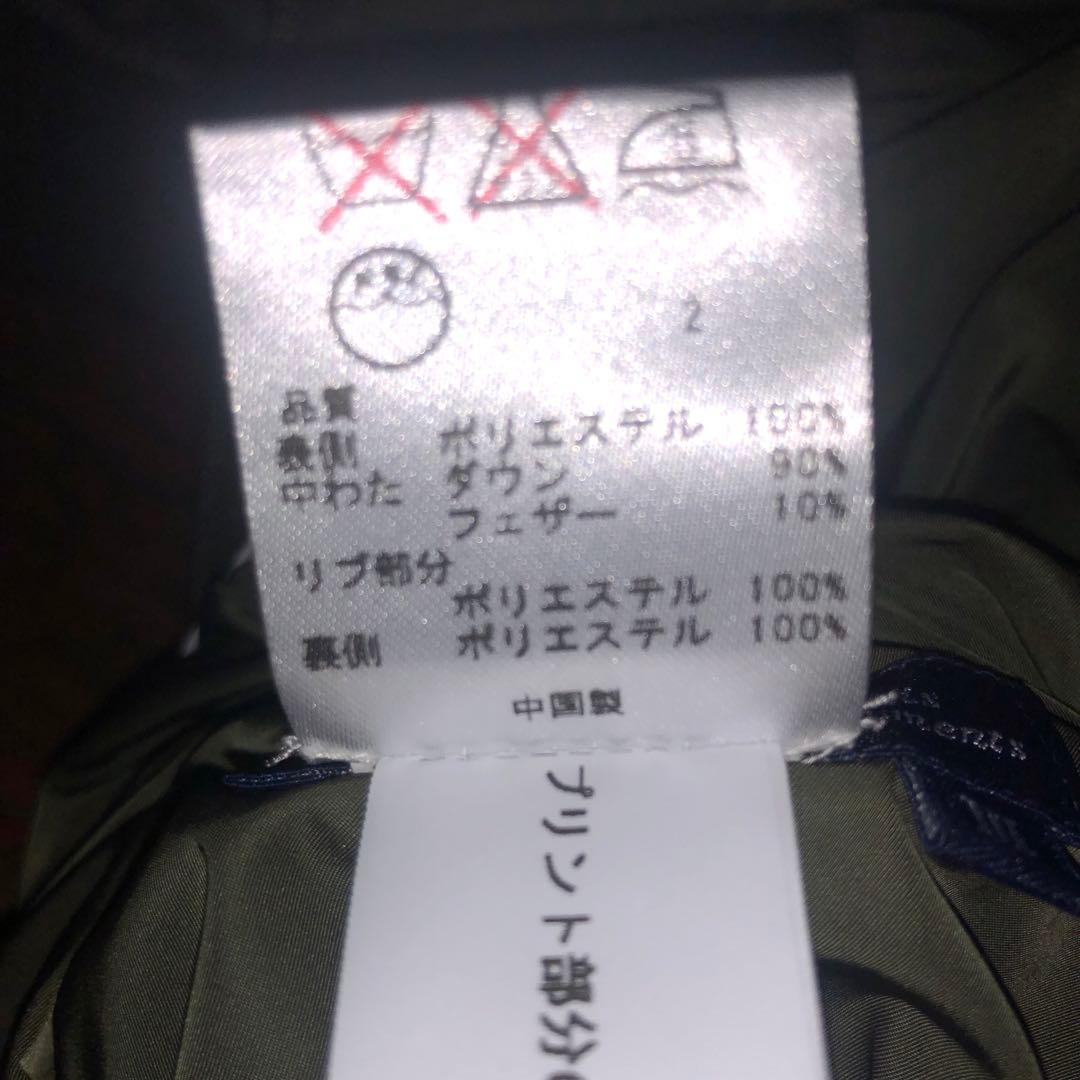 2
品質
表側 ポリエステル 100%
中わた ダウン 90%
フェザー 10%
リブ部分
ポリエステル 100%
裏側 ポリエステル 100%
中国製
プリント部分